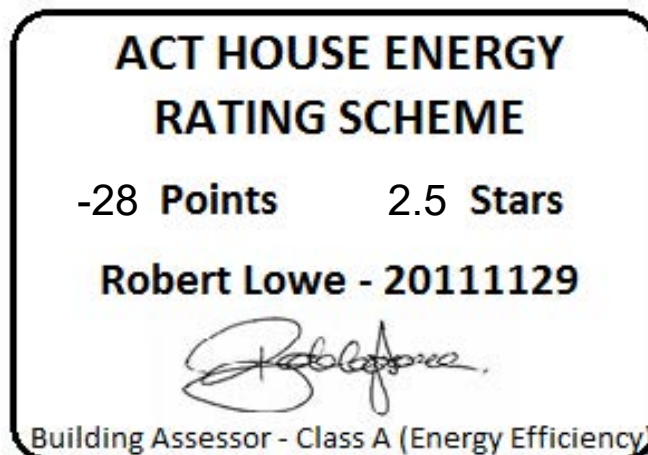 ACT HOUSE ENERGY
RATING SCHEME
-28 Points 2.5 Stars
Robert Lowe - 20111129
Building Assessor - Class A (Energy Efficiency)